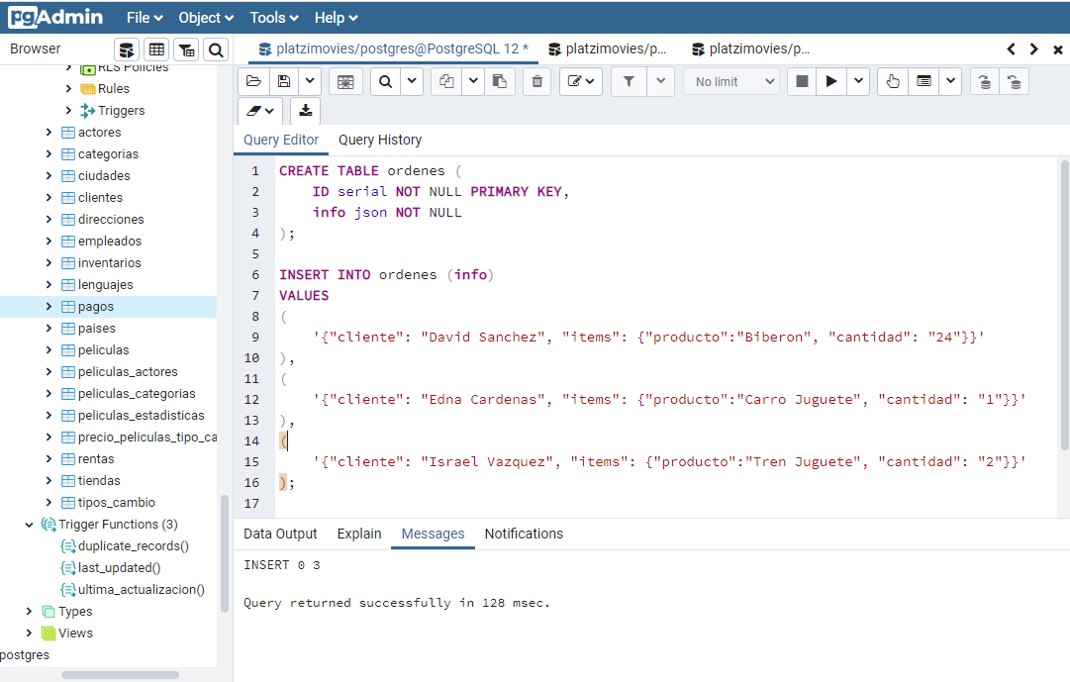 pgAdmin File Object Tools Help
Browser
platzimovies/postgres@PostgreSQL 12 * platzimovies/p... platzimovies/p...
RLS Policies
Rules
Triggers
actores
categorias
ciudades
clientes
direcciones
empleados
inventarios
lenguajes
pagos
paises
peliculas
peliculas_actores
peliculas_categorias
peliculas_estadisticas
precio_peliculas_tipo_ca
rentas
tiendas
tipos_cambio
Trigger Functions (3)
duplicate_records()
last_updated()
ultima_actualizacion()
Types
Views
postgres
No limit
Query Editor Query History
1 CREATE TABLE ordenes (
2 ID serial NOT NULL PRIMARY KEY,
3 info json NOT NULL
4 );
5
6 INSERT INTO ordenes (info)
7 VALUES
8 (
9 '{"cliente": "David Sanchez", "items": {"producto":"Biberon", "cantidad": "24"}}'
10 ),
11 (
12 '{"cliente": "Edna Cardenas", "items": {"producto":"Carro Juguete", "cantidad": "1"}}'
13 ),
14 (
15 '{"cliente": "Israel Vazquez", "items": {"producto":"Tren Juguete", "cantidad": "2"}}'
16 );
17
Data Output Explain Messages Notifications
INSERT 0 3
Query returned successfully in 128 msec.